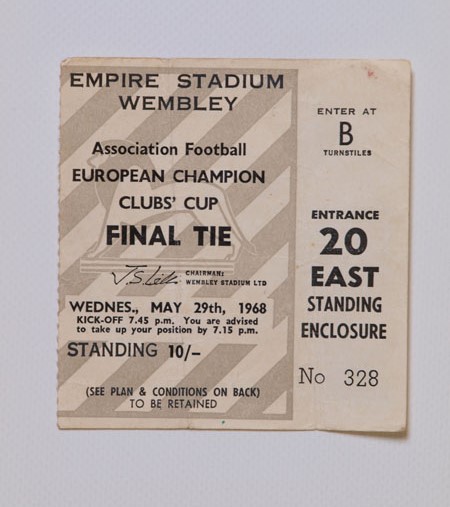 EMPIRE STADIUM
WEMBLEY
Association Football
EUROPEAN CHAMPION
CLUBS' CUP
FINAL TIE
CHAIRMAN:
WEMBLEY STADIUM LTD
WEDNES., MAY 29th, 1968
KICK-OFF 7.45 p.m. You are advised
to take up your position by 7.15 p.m.
STANDING 10/-
(SEE PLAN & CONDITIONS ON BACK)
TO BE RETAINED
ENTER AT
B
TURNSTILES
ENTRANCE
20
EAST
STANDING
ENCLOSURE
No 328